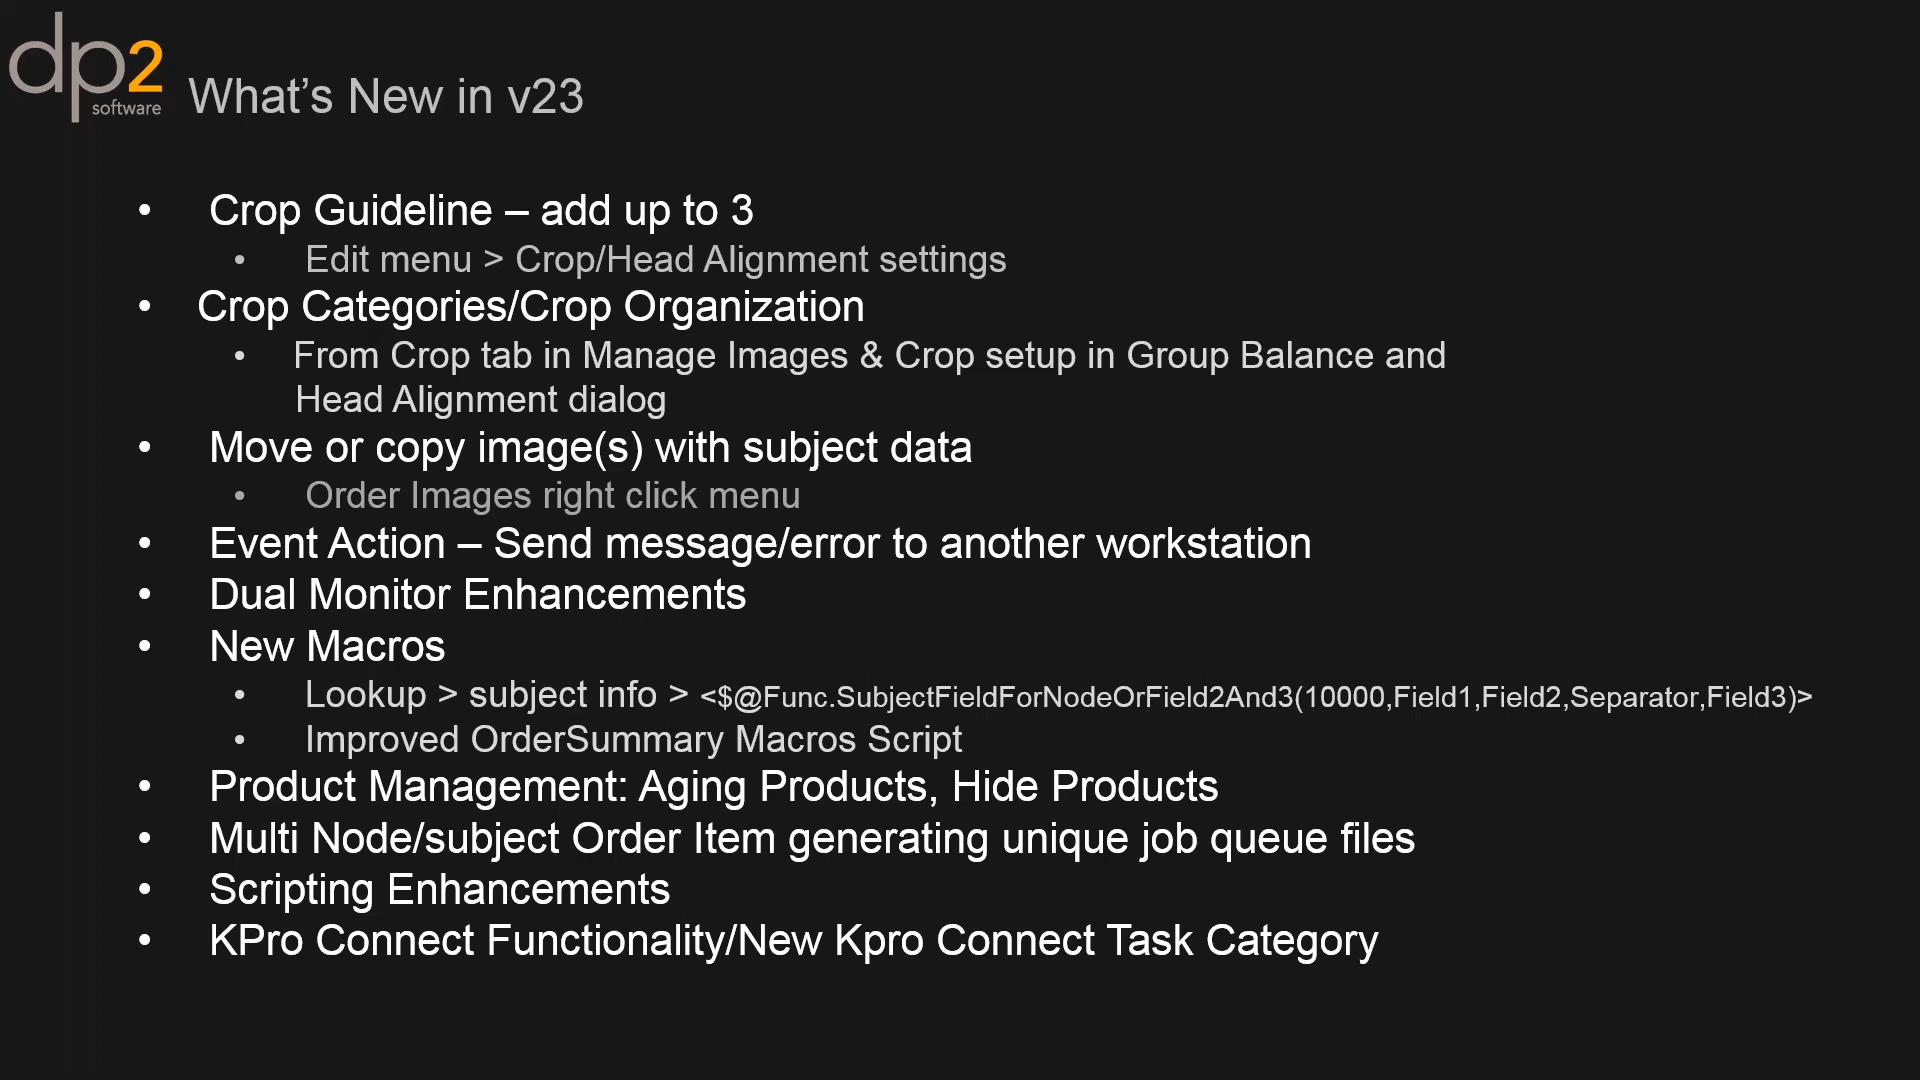 dp2
software
What's New in v23
• Crop Guideline – add up to 3
• Edit menu > Crop/Head Alignment settings
• Crop Categories/Crop Organization
• From Crop tab in Manage Images & Crop setup in Group Balance and
Head Alignment dialog
• Move or copy image(s) with subject data
• Order Images right click menu
• Event Action – Send message/error to another workstation
• Dual Monitor Enhancements
• New Macros
• Lookup > subject info > <$@Func.SubjectFieldForNodeOrField2And3(10000,Field1,Field2,Separator,Field3)>
• Improved OrderSummary Macros Script
• Product Management: Aging Products, Hide Products
• Multi Node/subject Order Item generating unique job queue files
• Scripting Enhancements
• KPro Connect Functionality/New Kpro Connect Task Category